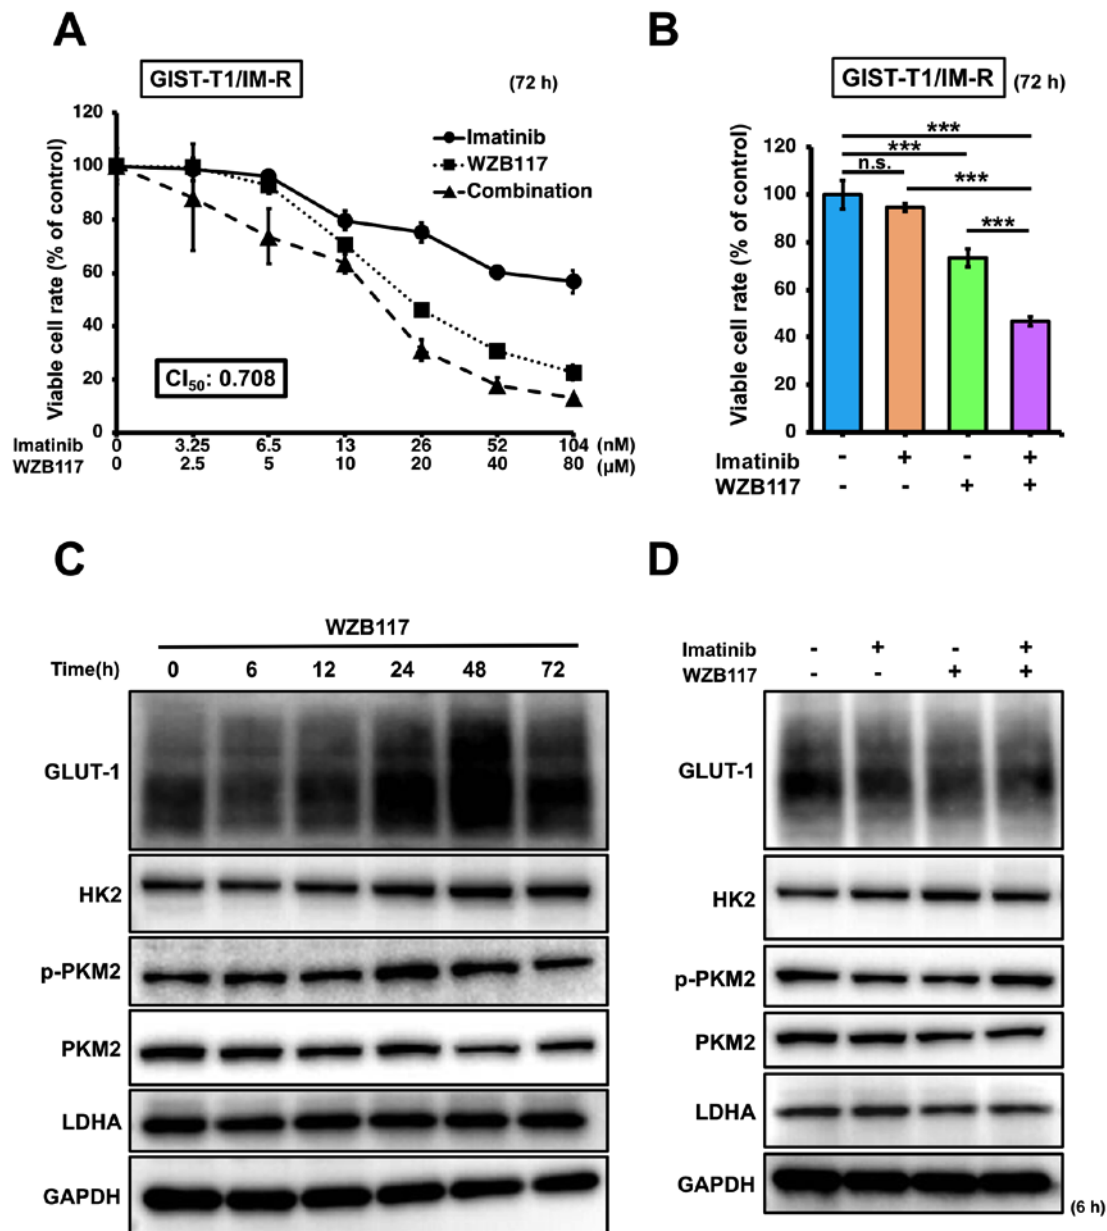 A
GIST-T1/IM-R (72 h)
Viable cell rate (% of control)
120
100
80
60
40
20
0
Imatinib
WZB117
Combination
CI50: 0.708
Imatinib 0 3.25 6.5 13 26 52 104 (nM)
WZB117 0 2.5 5 10 20 40 80 (µM)
B
GIST-T1/IM-R (72 h)
Viable cell rate (% of control)
120
100
80
60
40
20
0
***
***
n.s.
***
***
Imatinib - + - +
WZB117 - - + +
C
WZB117
Time(h) 0 6 12 24 48 72
GLUT-1
HK2
p-PKM2
PKM2
LDHA
GAPDH
D
Imatinib - + - +
WZB117 - - + +
GLUT-1
HK2
p-PKM2
PKM2
LDHA
GAPDH
(6 h)